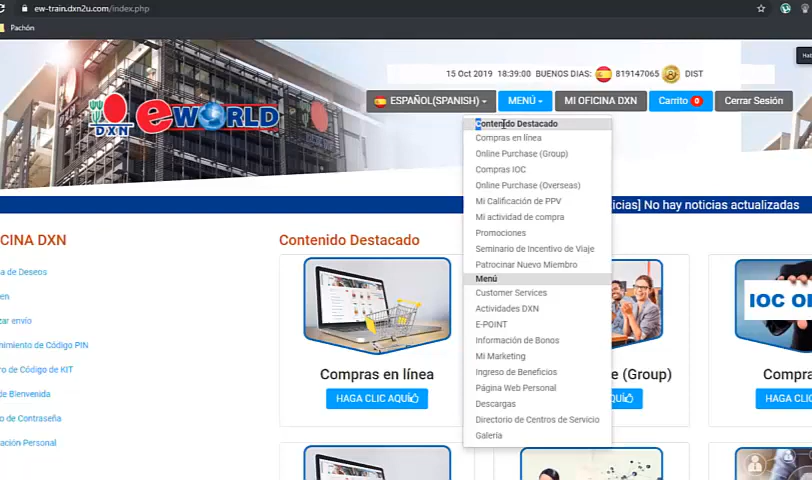 ew-train.dxn2u.com/index.php
Pachón
15 Oct 2019 18:39:00 BUENOS DIAS: 819147065 DIST
DXN eWORLD
ESPAÑOL(SPANISH)
MENÚ
MI OFICINA DXN
Carrito 0
Cerrar Sesión
Contenido Destacado
Compras en línea
Online Purchase (Group)
Compras IOC
Online Purchase (Overseas)
Mi Calificación de PPV
Mi actividad de compra
Promociones
Seminario de Incentivo de Viaje
Patrocinar Nuevo Miembro
Menú
Customer Services
Actividades DXN
E-POINT
Información de Bonos
Mi Marketing
Ingreso de Beneficios
Página Web Personal
Descargas
Directorio de Centros de Servicio
Galería
icias] No hay noticias actualizadas
CINA DXN
a de Deseos
en
zar envío
nimiento de Código PIN
ro de Código de KIT
de Bienvenida
o de Contraseña
ación Personal
Contenido Destacado
Compras en línea
HAGA CLIC AQUÍ
e (Group)
IOC
Compra
HAGA CL